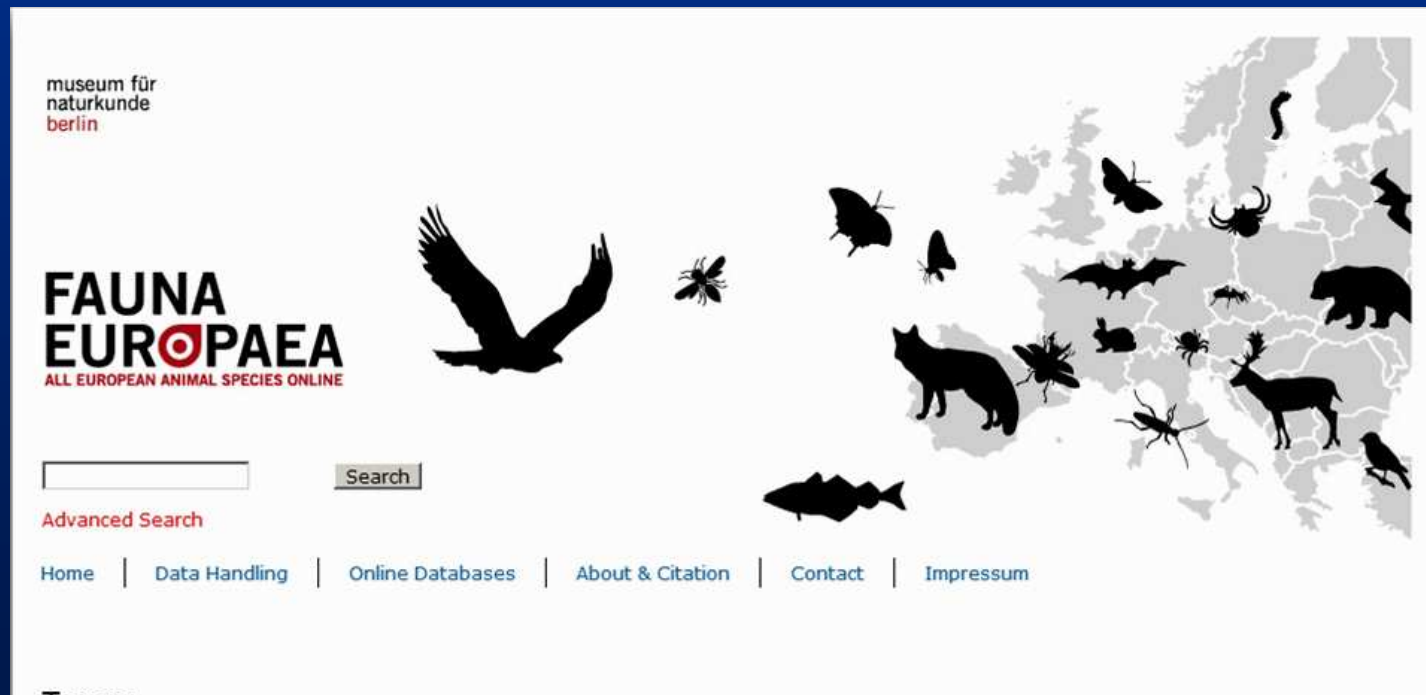 museum für
naturkunde
berlin
FAUNA
EUROPAEA
ALL EUROPEAN ANIMAL SPECIES ONLINE
Search
Advanced Search
Home | Data Handling | Online Databases | About & Citation | Contact | Impressum